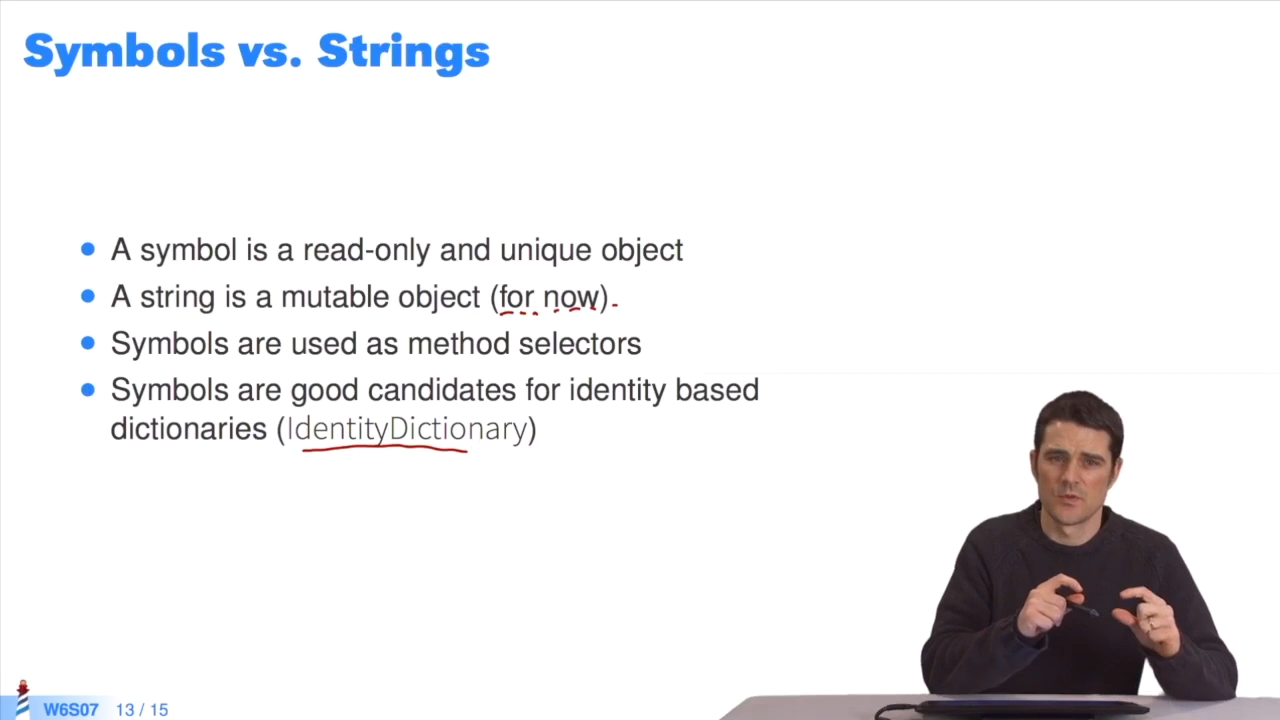 Symbols vs. Strings
A symbol is a read-only and unique object
A string is a mutable object (for now)
Symbols are used as method selectors
Symbols are good candidates for identity based
dictionaries (IdentityDictionary)
W6S07 13 / 15